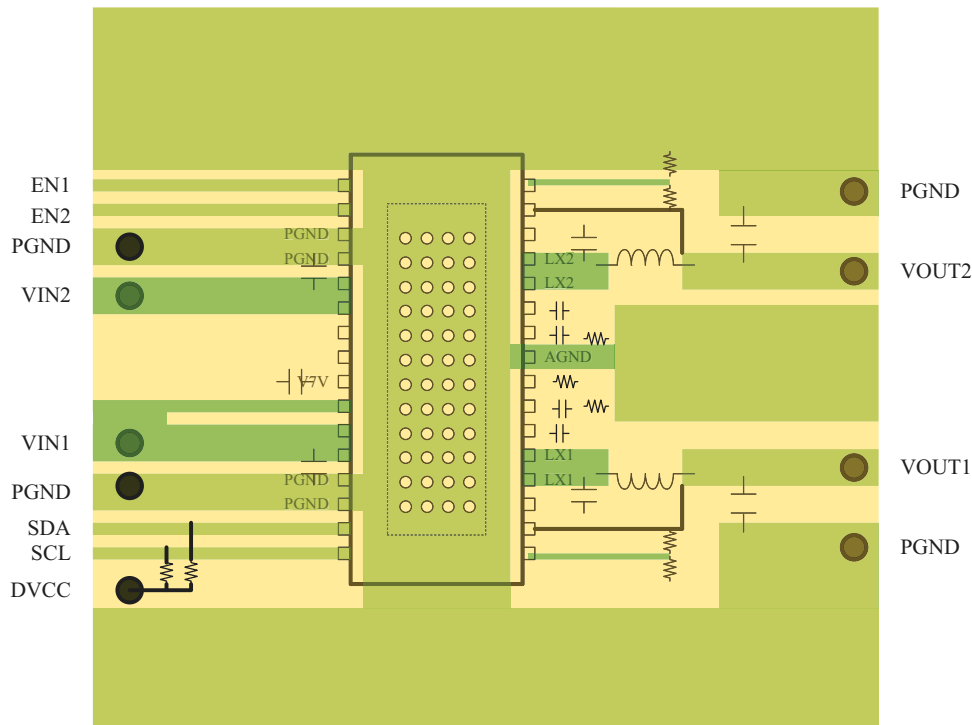 EN1
EN2
PGND
VIN2
VIN1
PGND
SDA
SCL
DVCC
PGND
PGND
V7V
PGND
PGND
LX2
LX2
AGND
LX1
LX1
PGND
VOUT2
VOUT1
PGND